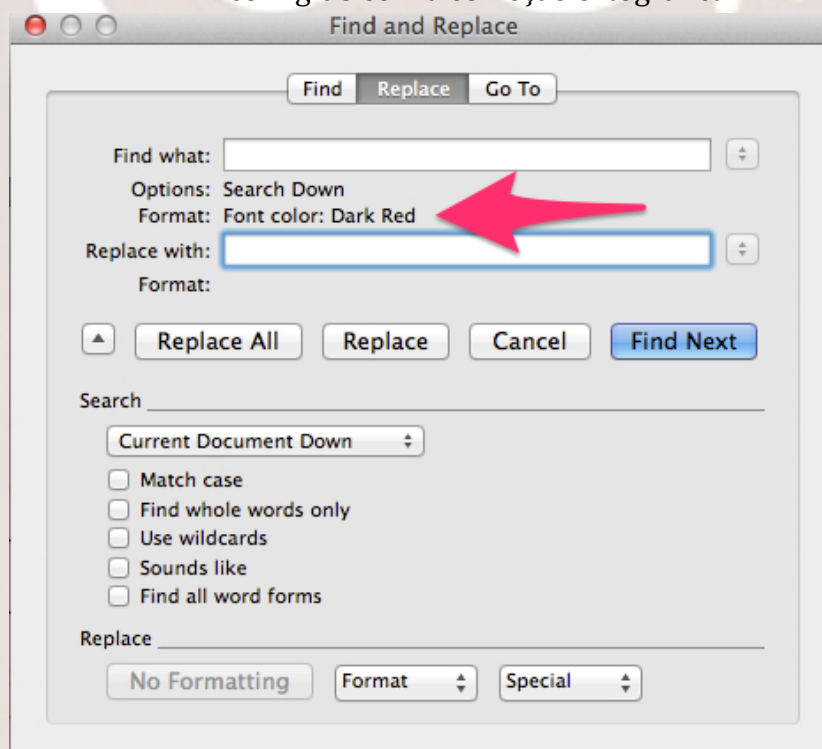 Find and Replace
Find Replace Go To
Find what:
Options: Search Down
Format: Font color: Dark Red
Replace with:
Format:
Replace All Replace Cancel Find Next
Search
Current Document Down
Match case
Find whole words only
Use wildcards
Sounds like
Find all word forms
Replace
No Formatting Format Special